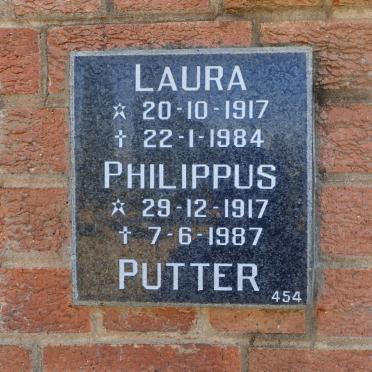 LAURA
☆ 20-10-1917
† 22-1-1984
PHILIPPUS
☆ 29-12-1917
† 7-6-1987
PUTTER
454